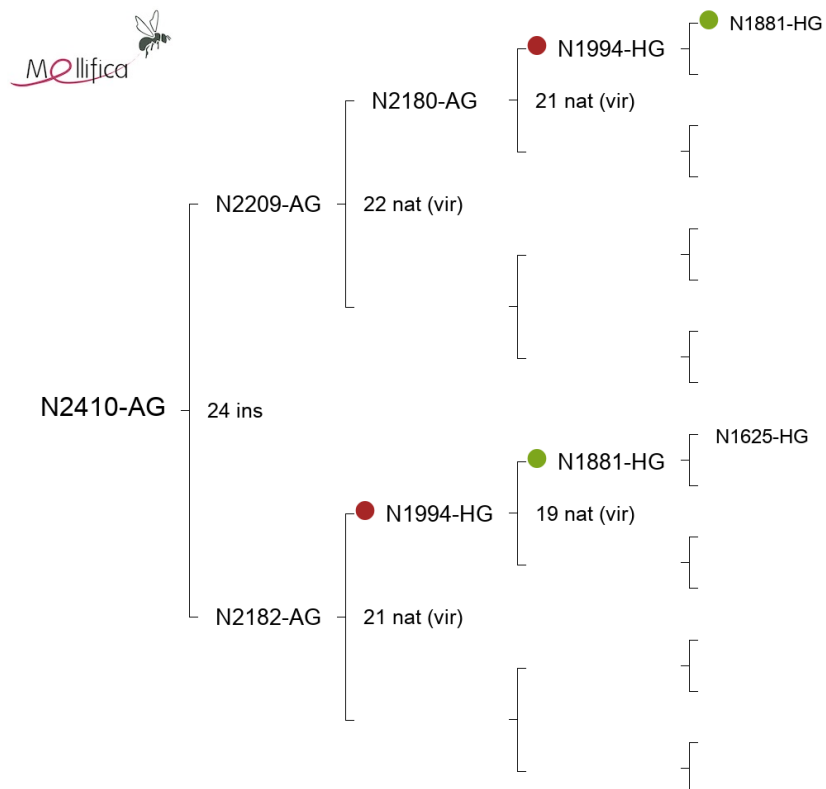 Mellifica
N1881-HG
N1994-HG
N2180-AG
21 nat (vir)
N2209-AG
22 nat (vir)
N2410-AG
24 ins
N1625-HG
N1881-HG
N1994-HG
19 nat (vir)
N2182-AG
21 nat (vir)